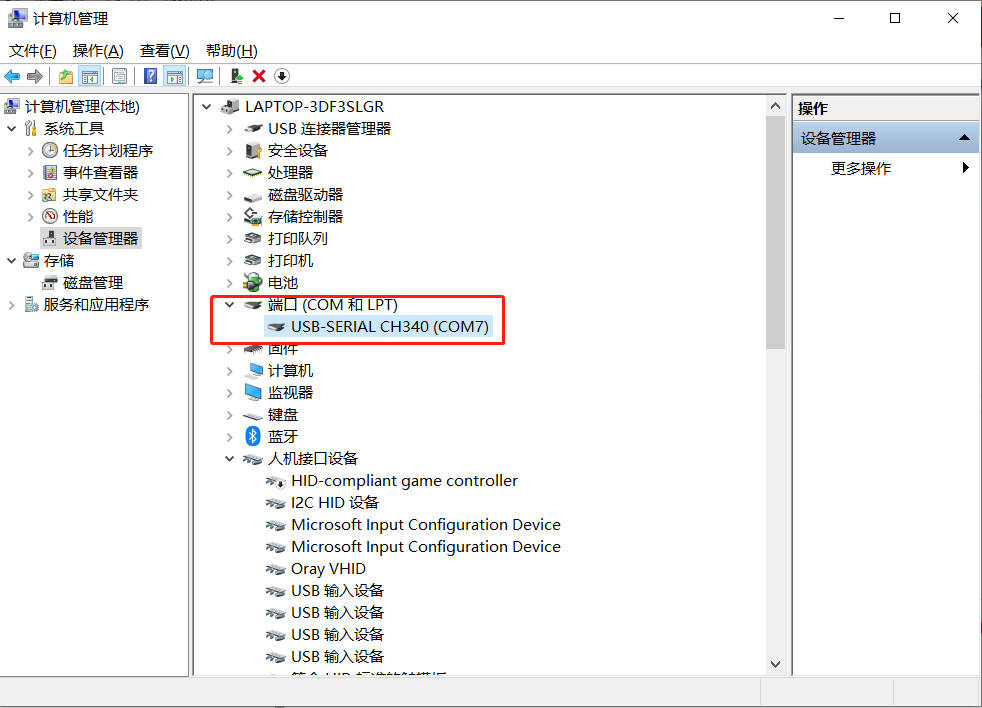 计算机管理
文件(F) 操作(A) 查看(V) 帮助(H)
计算机管理(本地)
系统工具
任务计划程序
事件查看器
共享文件夹
性能
设备管理器
存储
磁盘管理
服务和应用程序
LAPTOP-3DF3SLGR
USB 连接器管理器
安全设备
处理器
磁盘驱动器
存储控制器
打印队列
打印机
电池
端口 (COM 和 LPT)
USB-SERIAL CH340 (COM7)
固件
计算机
监视器
键盘
蓝牙
人机接口设备
HID-compliant game controller
I2C HID 设备
Microsoft Input Configuration Device
Microsoft Input Configuration Device
Oray VHID
USB 输入设备
USB 输入设备
USB 输入设备
USB 输入设备
操作
设备管理器
更多操作